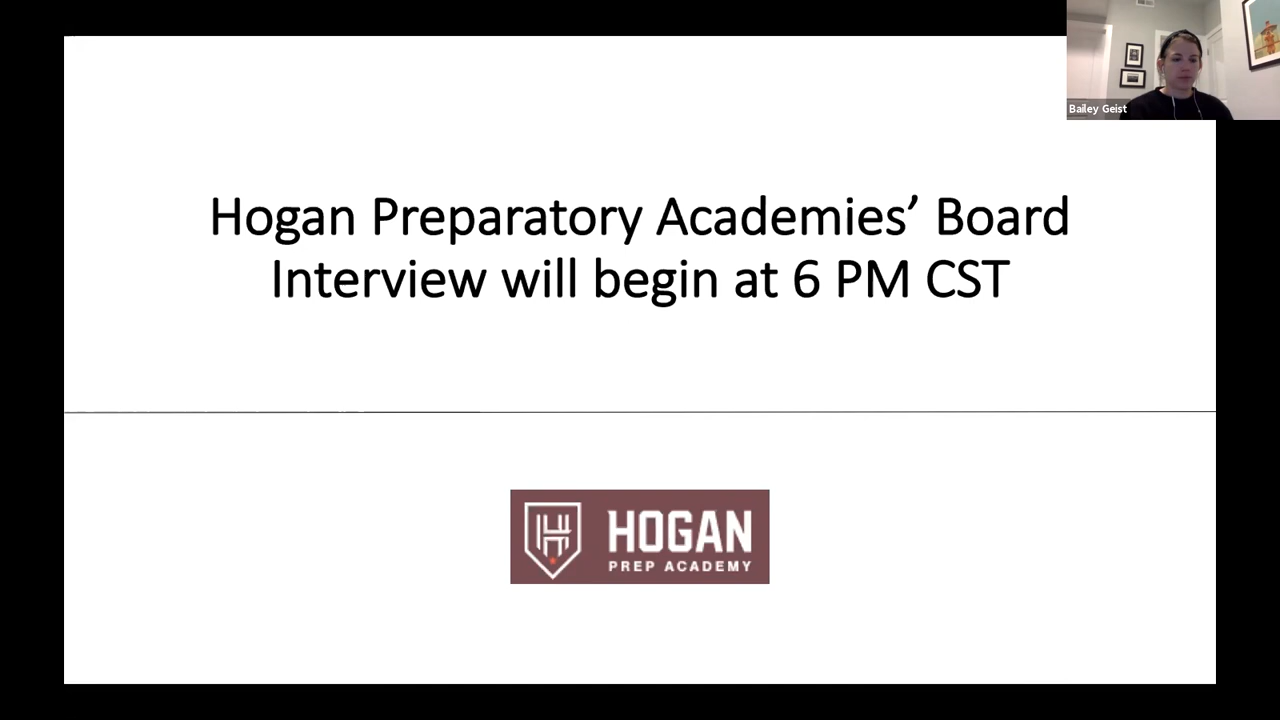 Bailey Geist
Hogan Preparatory Academies’ Board
Interview will begin at 6 PM CST
HOGAN
PREP ACADEMY